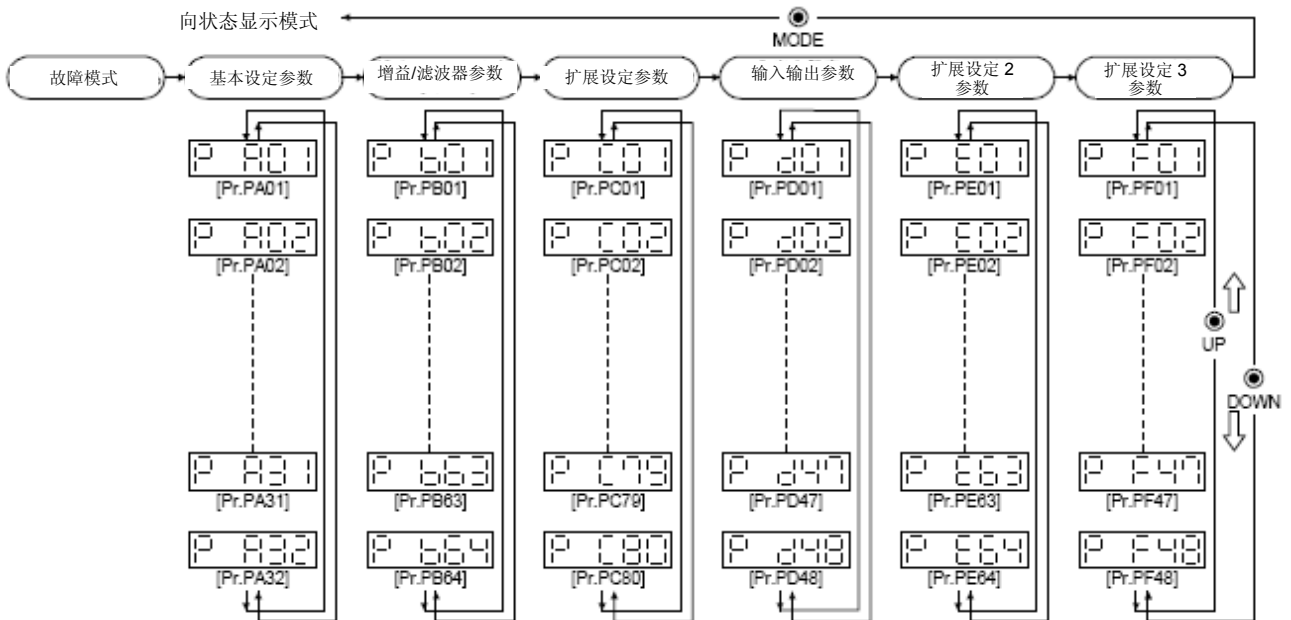 向状态显示模式
MODE
故障模式
基本设定参数
增益/滤波器参数
扩展设定参数
输入输出参数
扩展设定 2
参数
扩展设定 3
参数
P A01
P b01
P C01
P d01
P E01
P F01
[Pr.PA01]
[Pr.PB01]
[Pr.PC01]
[Pr.PD01]
[Pr.PE01]
[Pr.PF01]
P A02
P b02
P C02
P d02
P E02
P F02
[Pr.PA02]
[Pr.PB02]
[Pr.PC02]
[Pr.PD02]
[Pr.PE02]
[Pr.PF02]
UP
DOWN
P A31
P b63
P C79
P d47
P E63
P F47
[Pr.PA31]
[Pr.PB63]
[Pr.PC79]
[Pr.PD47]
[Pr.PE63]
[Pr.PF47]
P A32
P b64
P C80
P d48
P E64
P F48
[Pr.PA32]
[Pr.PB64]
[Pr.PC80]
[Pr.PD48]
[Pr.PE64]
[Pr.PF48]